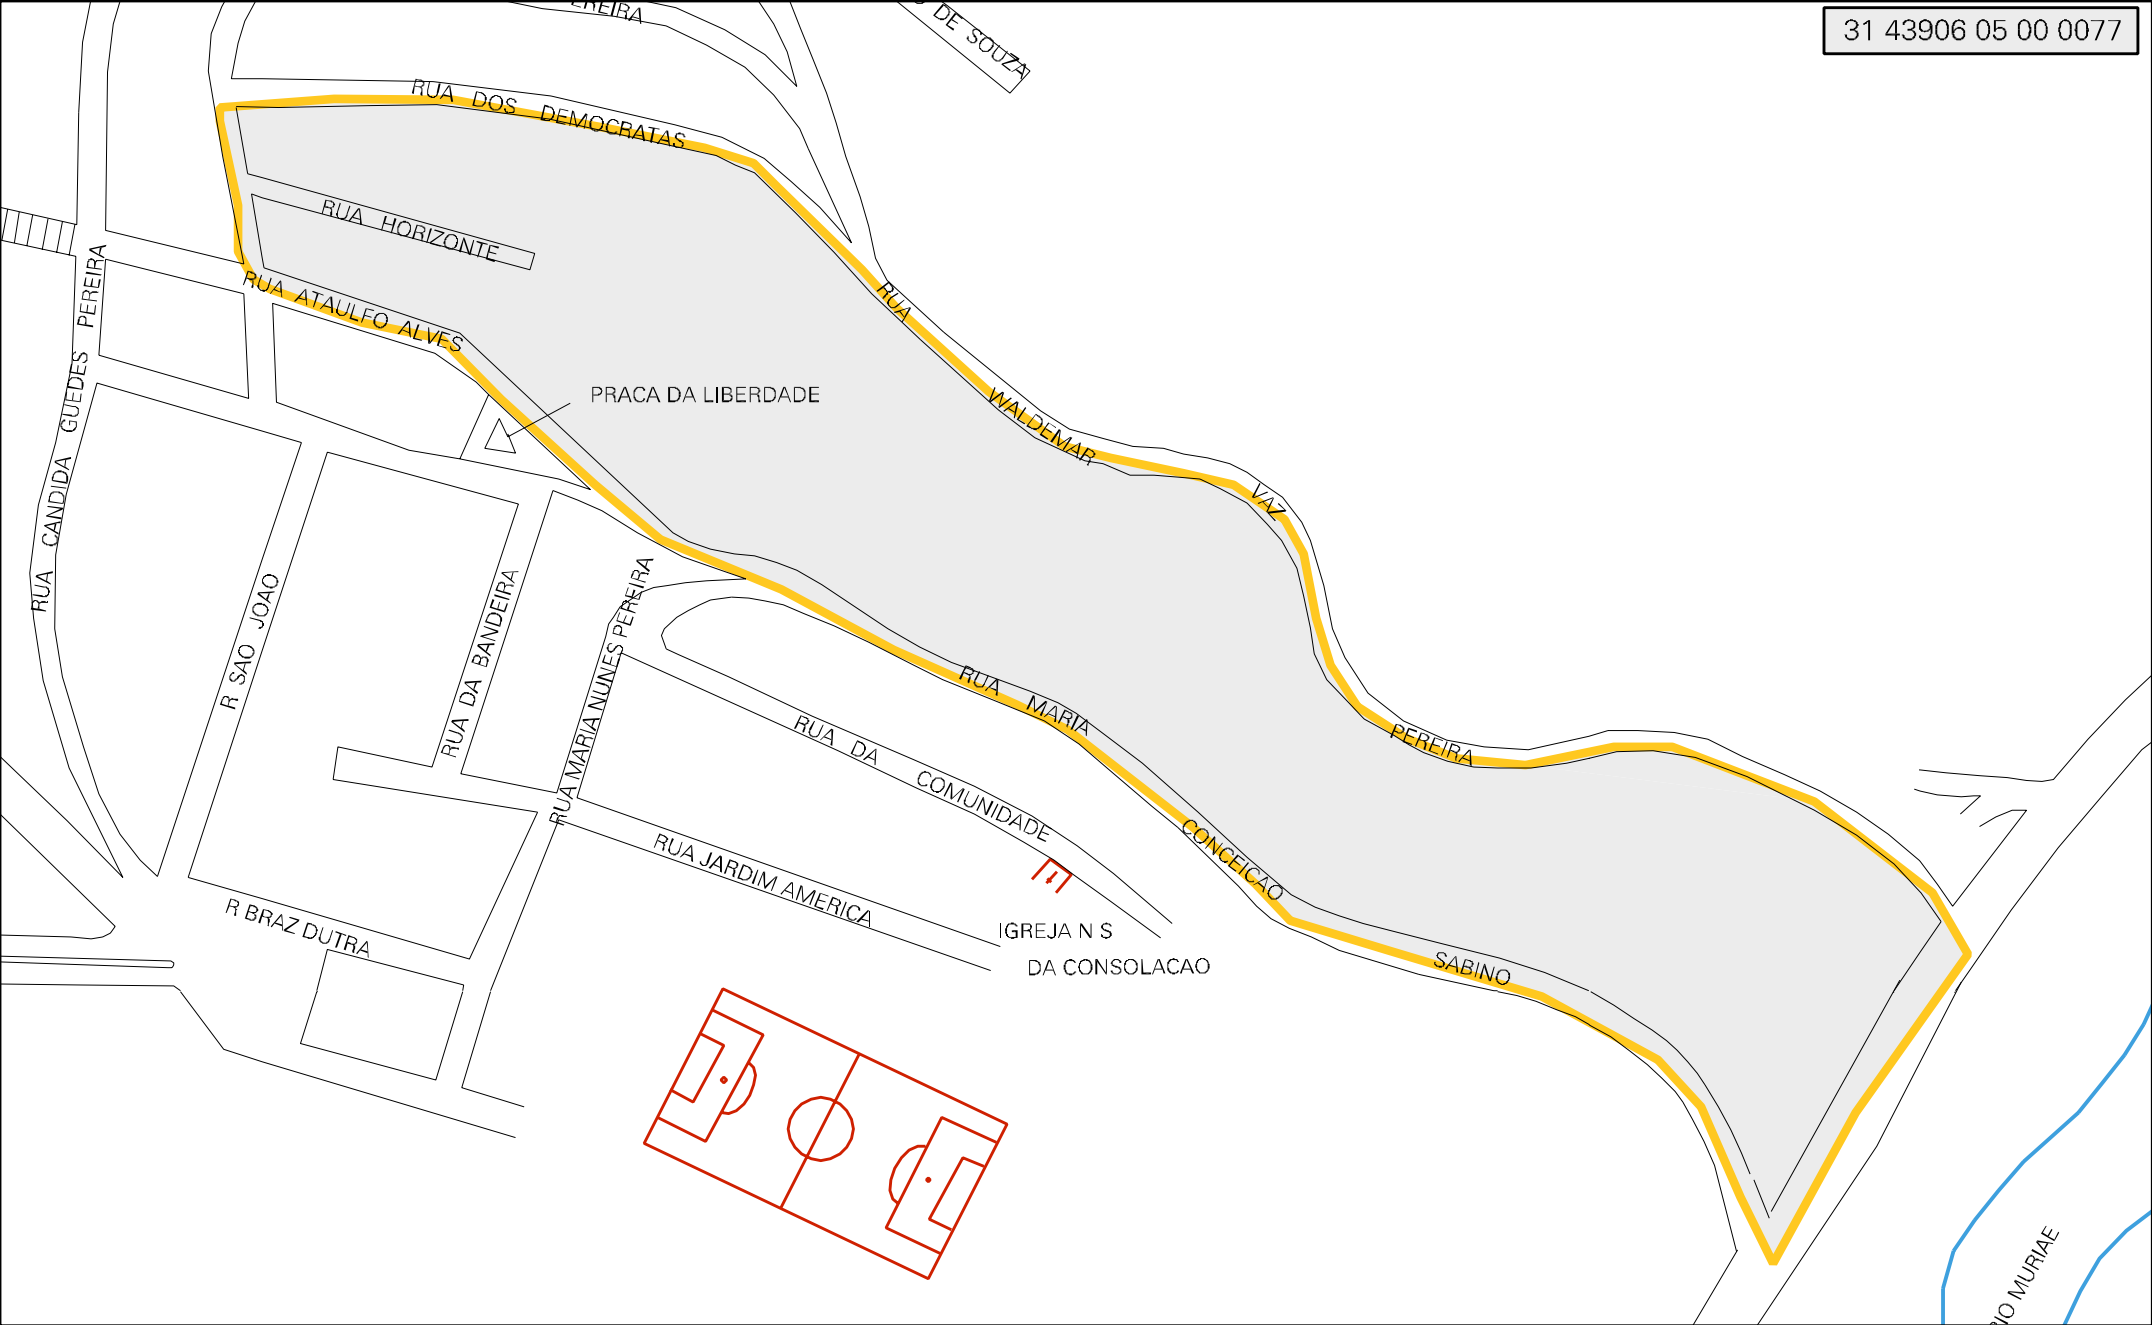 31 43906 05 00 0077
DE SOUZA
RUA DOS DEMOCRATAS
RUA HORIZONTE
RUA ATAULFO ALVES
PRACA DA LIBERDADE
RUA CANDIDA GUEDES PEREIRA
RUA WALDEMAR VAZ PEREIRA
R SAO JOAO
RUA DA BANDEIRA
RUA MARIA NUNES PEREIRA
RUA MARIA CONCEICAO SABINO
RUA DA COMUNIDADE
RUA JARDIM AMERICA
R BRAZ DUTRA
IGREJA N S
DA CONSOLACAO
MURIAE